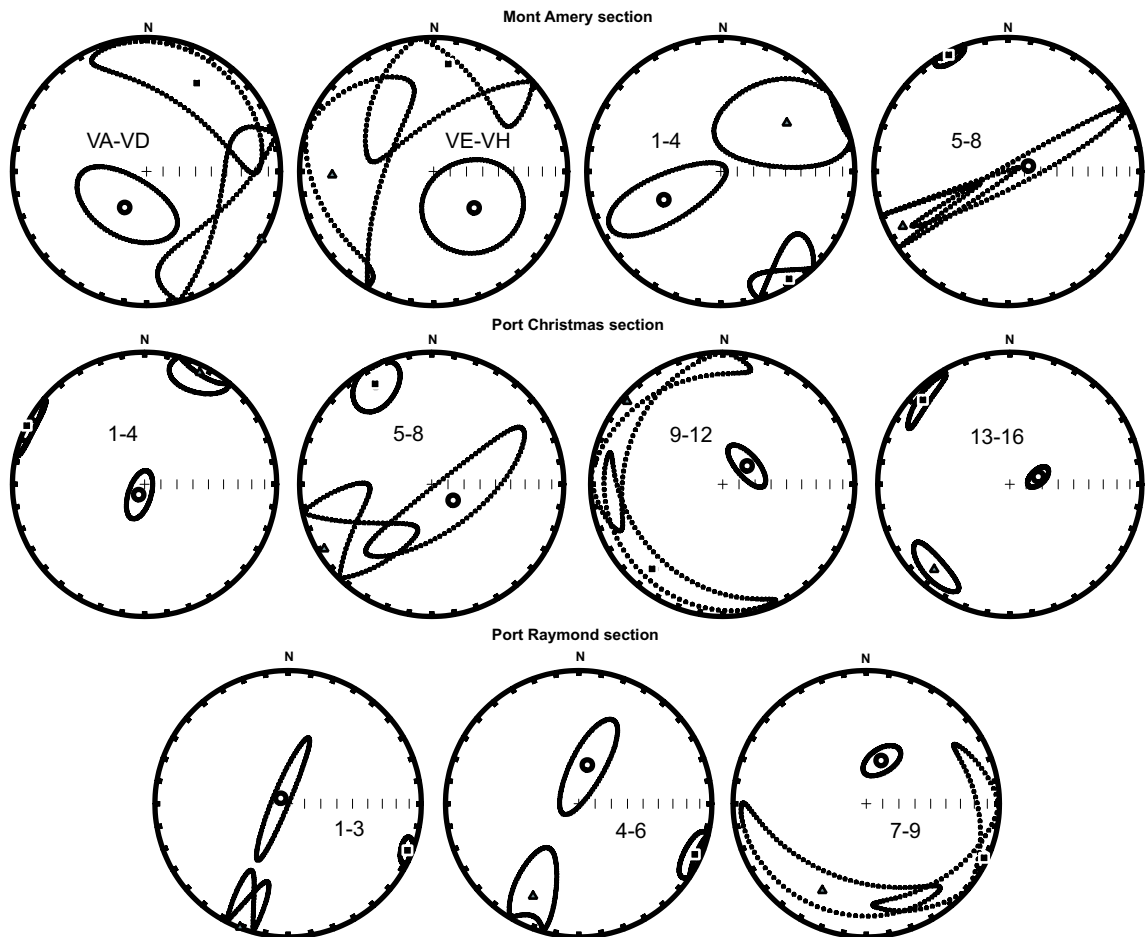 Mont Amery section
N N N N
VA-VD VE-VH 1-4 5-8
Port Christmas section
N N N N
1-4 5-8 9-12 13-16
Port Raymond section
N N N
1-3 4-6 7-9